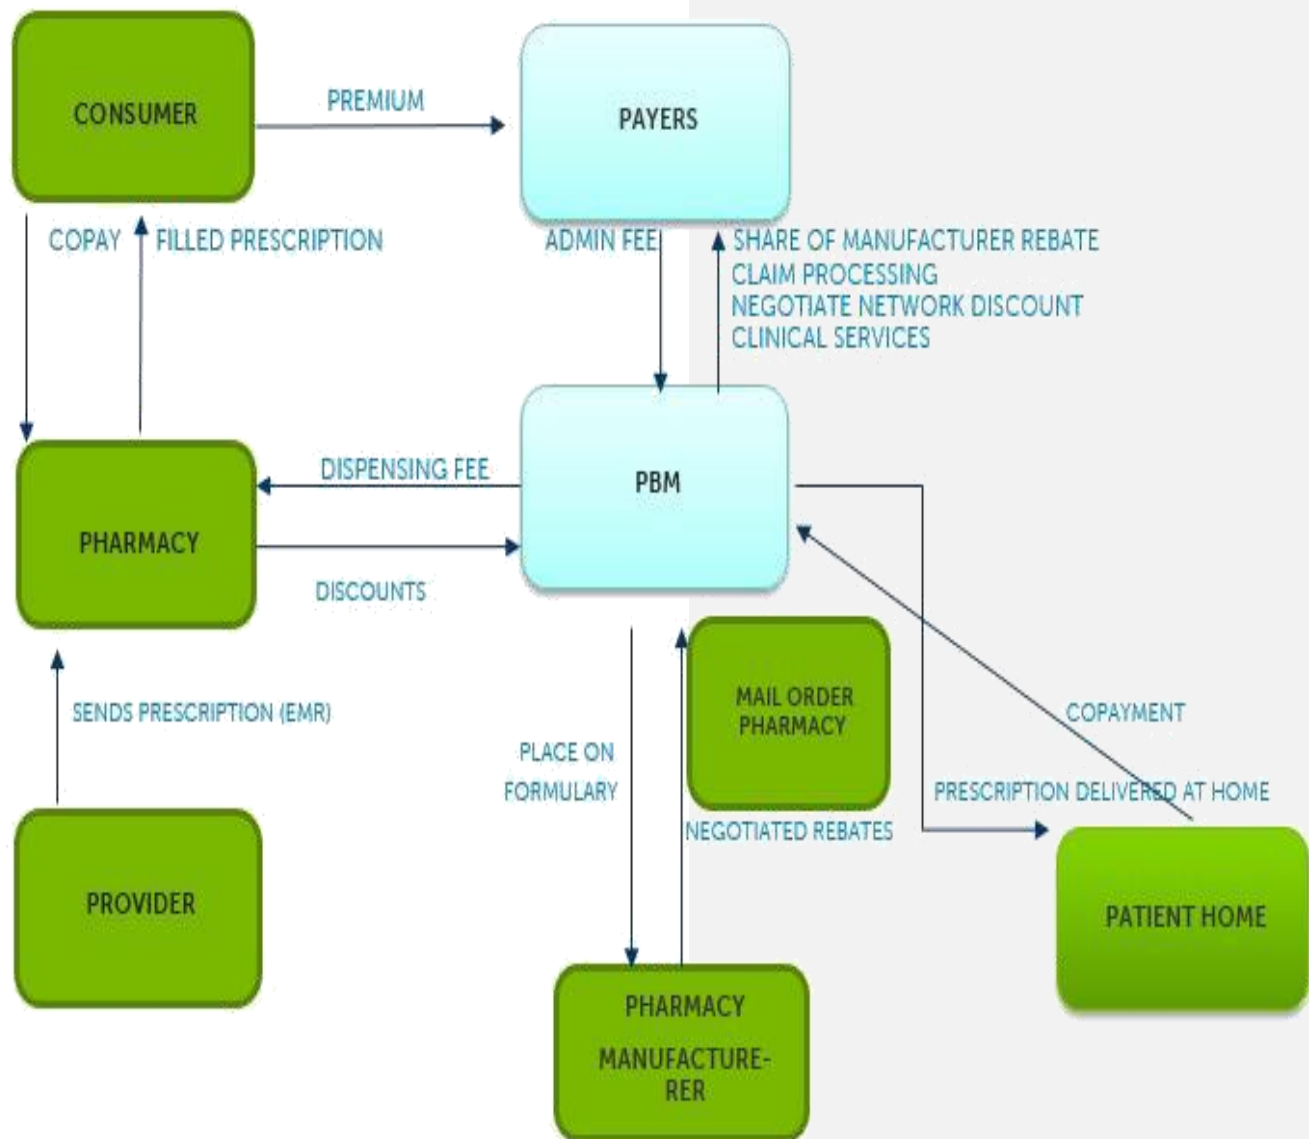 CONSUMER
PREMIUM
PAYERS
COPAY
FILLED PRESCRIPTION
ADMIN FEE
SHARE OF MANUFACTURER REBATE
CLAIM PROCESSING
NEGOTIATE NETWORK DISCOUNT
CLINICAL SERVICES
DISPENSING FEE
PBM
PHARMACY
DISCOUNTS
SENDS PRESCRIPTION (EMR)
MAIL ORDER
PHARMACY
COPAYMENT
PLACE ON
FORMULARY
PRESCRIPTION DELIVERED AT HOME
NEGOTIATED REBATES
PROVIDER
PATIENT HOME
PHARMACY
MANUFACTURE-
RER